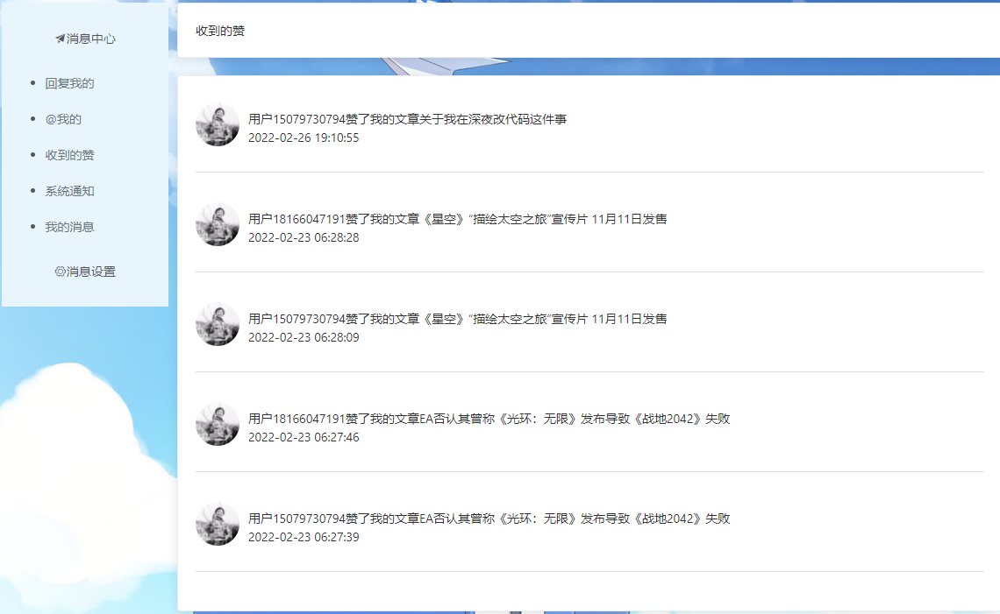 消息中心
回复我的
@我的
收到的赞
系统通知
我的消息
消息设置
收到的赞
用户15079730794赞了我的文章关于我在深夜改代码这件事
2022-02-26 19:10:55
用户18166047191赞了我的文章《星空》“描绘太空之旅”宣传片 11月11日发售
2022-02-23 06:28:28
用户15079730794赞了我的文章《星空》“描绘太空之旅”宣传片 11月11日发售
2022-02-23 06:28:09
用户18166047191赞了我的文章EA否认其曾称《光环：无限》发布导致《战地2042》失败
2022-02-23 06:27:46
用户15079730794赞了我的文章EA否认其曾称《光环：无限》发布导致《战地2042》失败
2022-02-23 06:27:39